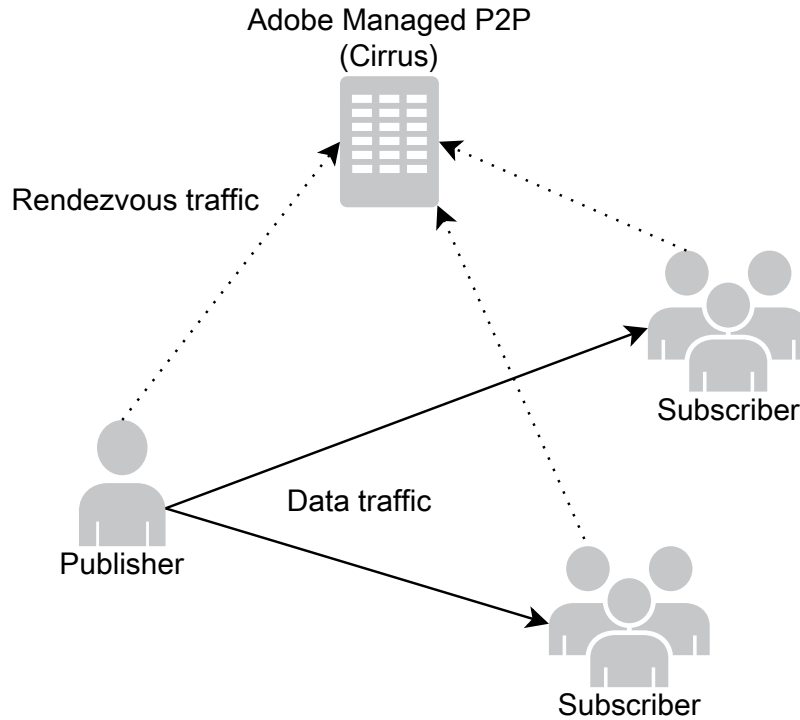 Adobe Managed P2P
(Cirrus)
Rendezvous traffic
Subscriber
Data traffic
Publisher
Subscriber